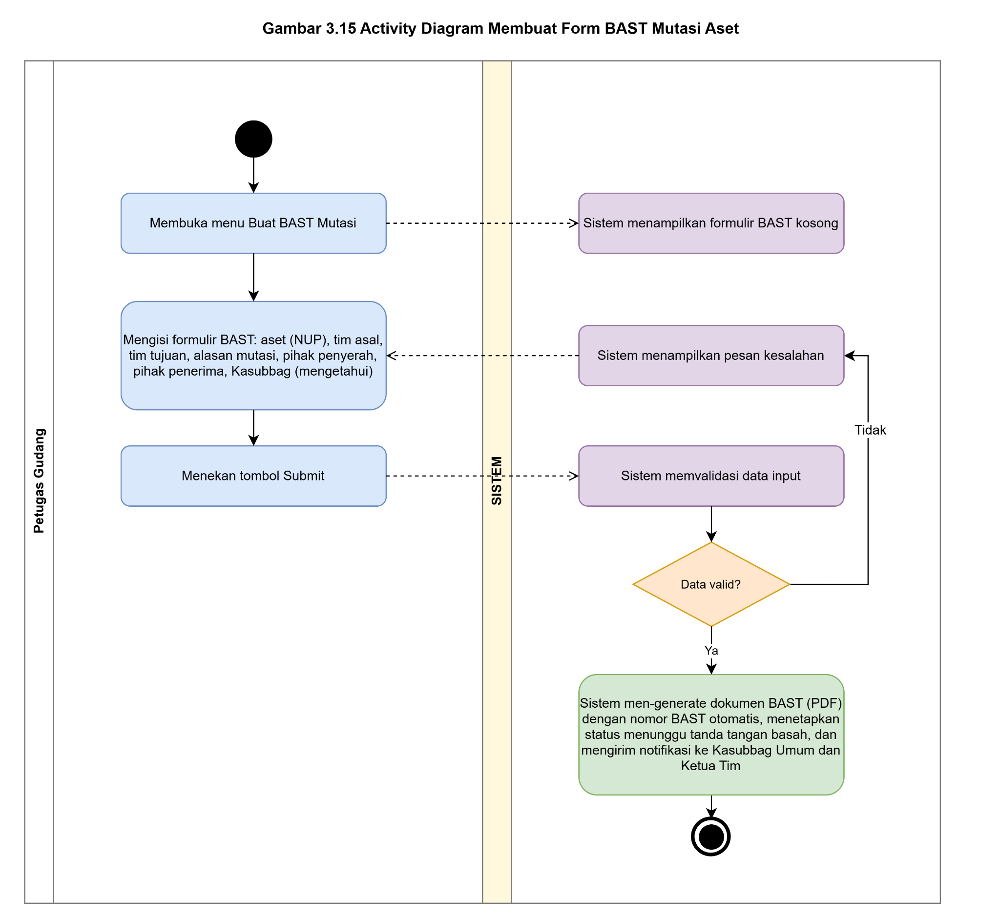 Gambar 3.15 Activity Diagram Membuat Form BAST Mutasi Aset
Petugas Gudang
SISTEM
Membuka menu Buat BAST Mutasi
Sistem menampilkan formulir BAST kosong
Mengisi formulir BAST: aset (NUP), tim asal,
tim tujuan, alasan mutasi, pihak penyerah,
pihak penerima, Kasubbag (mengetahui)
Sistem menampilkan pesan kesalahan
Tidak
Menekan tombol Submit
Sistem memvalidasi data input
Data valid?
Ya
Sistem men-generate dokumen BAST (PDF)
dengan nomor BAST otomatis, menetapkan
status menunggu tanda tangan basah, dan
mengirim notifikasi ke Kasubbag Umum dan
Ketua Tim